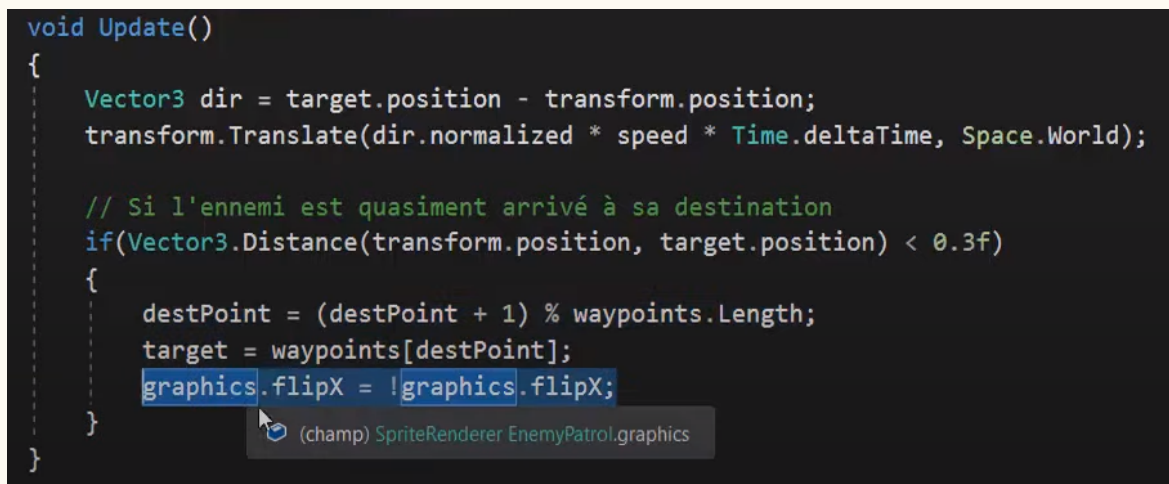 void Update()
{
Vector3 dir = target.position - transform.position;
transform.Translate(dir.normalized * speed * Time.deltaTime, Space.World);
// Si l'ennemi est quasiment arrivé à sa destination
if(Vector3.Distance(transform.position, target.position) < 0.3f)
{
destPoint = (destPoint + 1) % waypoints.Length;
target = waypoints[destPoint];
graphics.flipX = !graphics.flipX;
}
(champ) SpriteRenderer EnemyPatrol.graphics
}